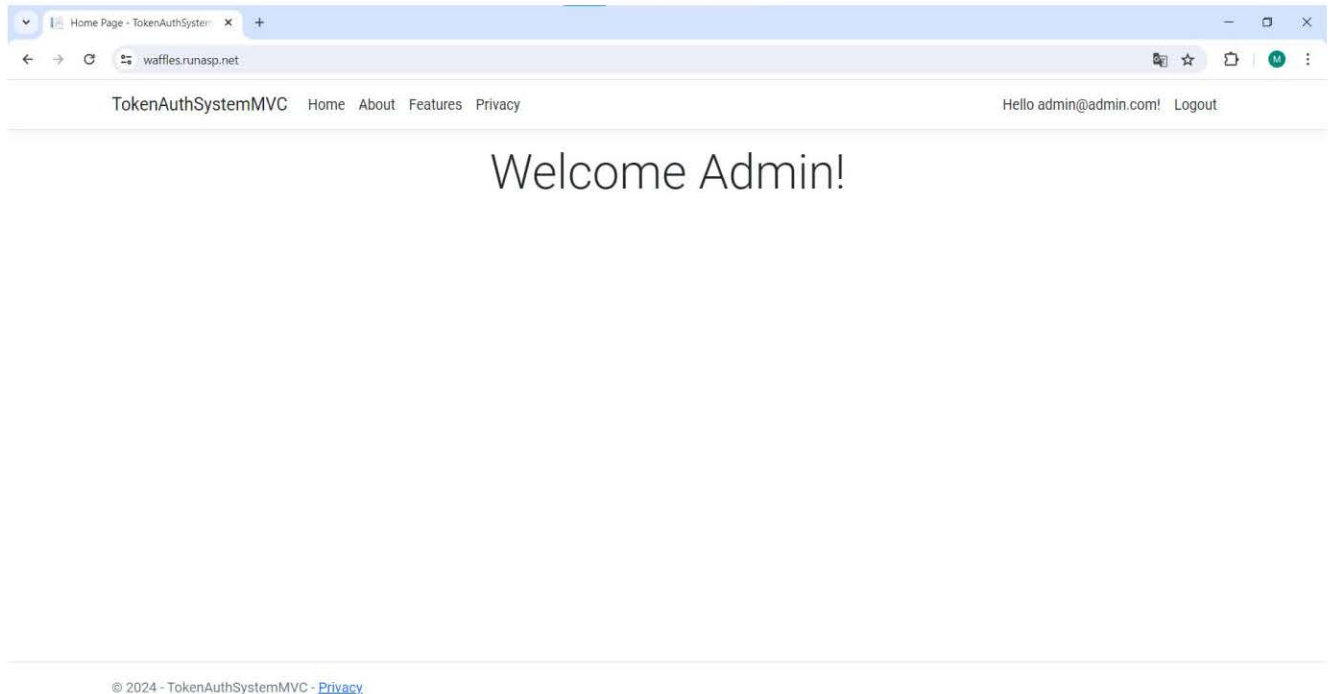 Home Page - TokenAuthSystem
waffles.runasp.net
M
TokenAuthSystemMVC Home About Features Privacy Hello admin@admin.com! Logout
Welcome Admin!
© 2024 - TokenAuthSystemMVC - Privacy